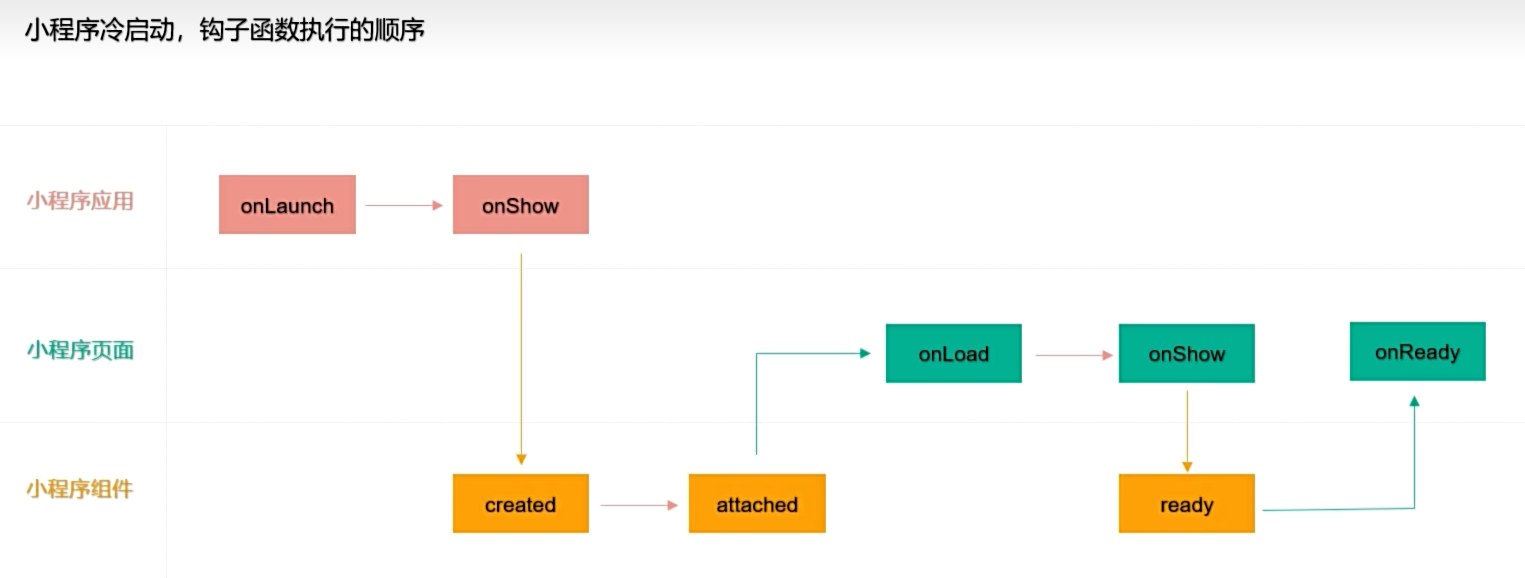 小程序冷启动，钩子函数执行的顺序
小程序应用
onLaunch
onShow
小程序页面
onLoad
onShow
onReady
小程序组件
created
attached
ready